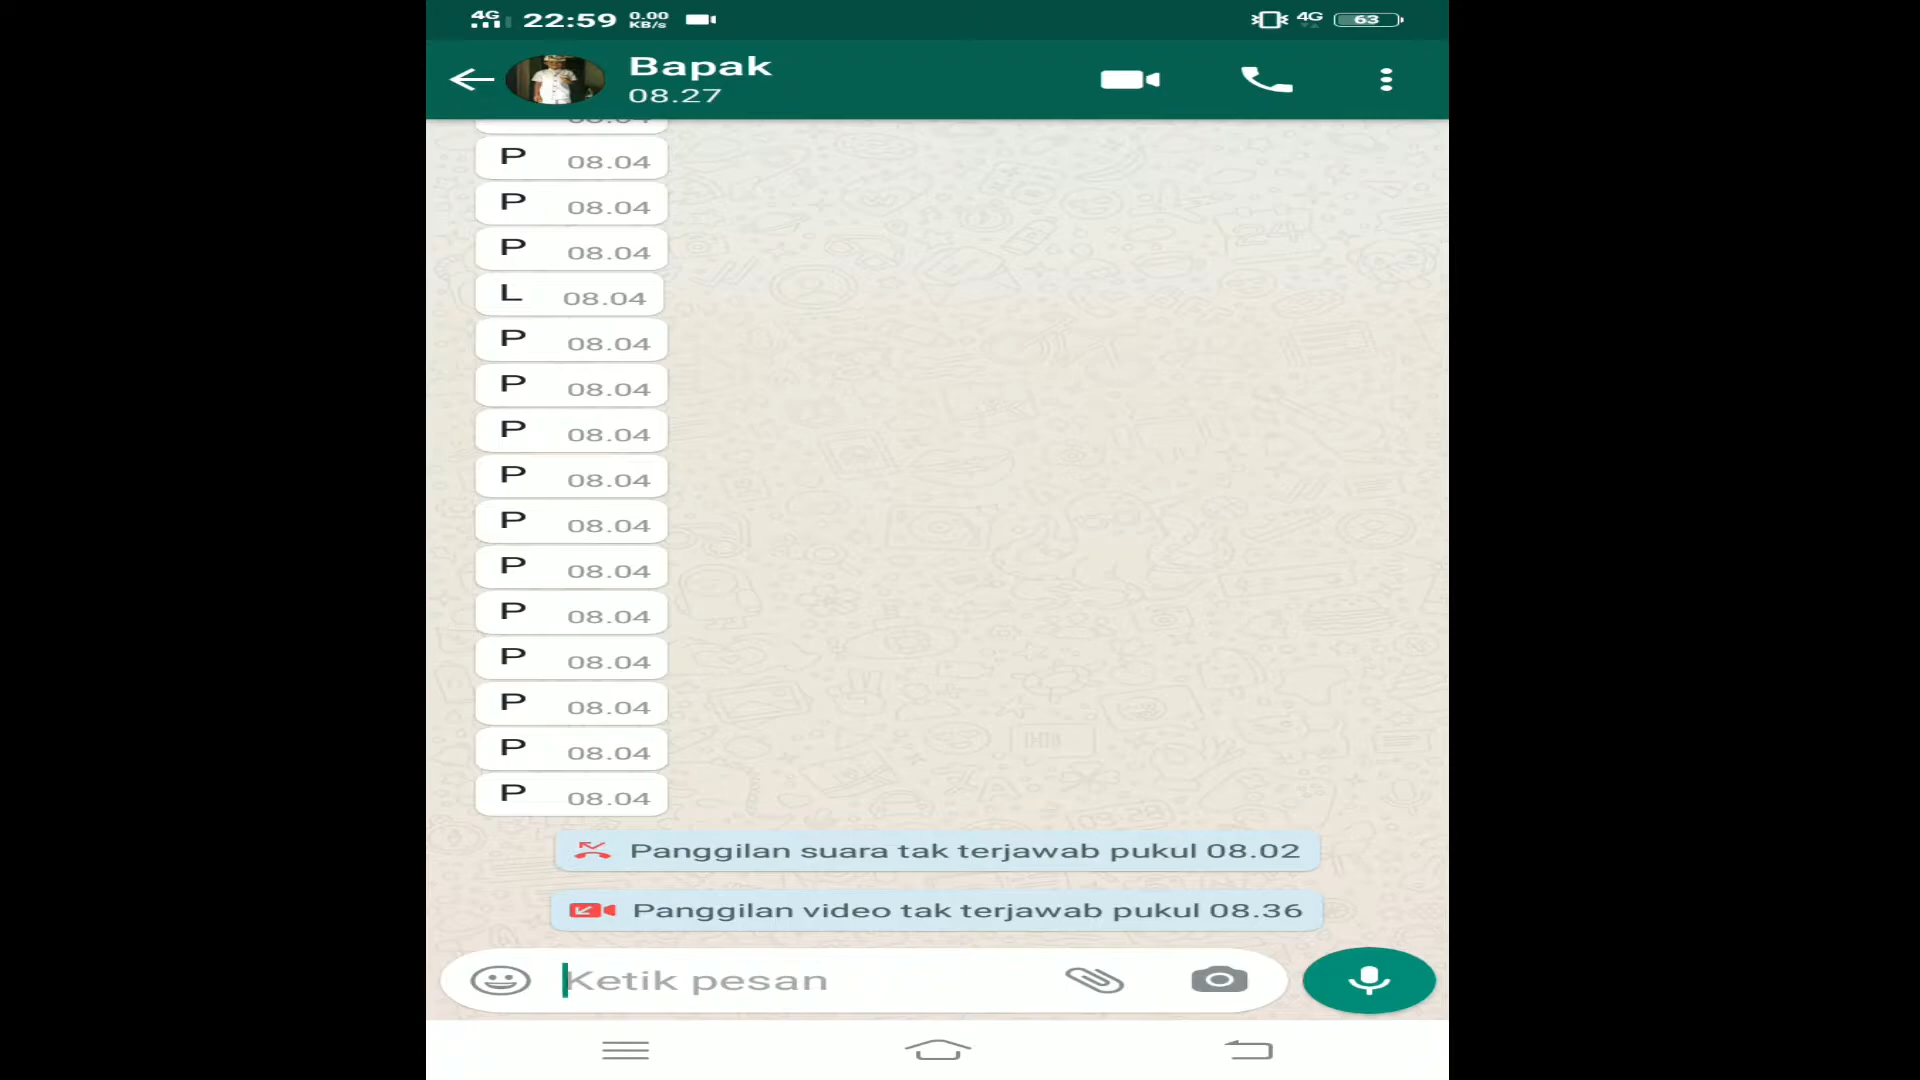 4G 22:59 0.00 KB/s 4G 63
Bapak
08.27
08.04
P 08.04
P 08.04
P 08.04
L 08.04
P 08.04
P 08.04
P 08.04
P 08.04
P 08.04
P 08.04
P 08.04
P 08.04
P 08.04
P 08.04
P 08.04
Panggilan suara tak terjawab pukul 08.02
Panggilan video tak terjawab pukul 08.36
Ketik pesan